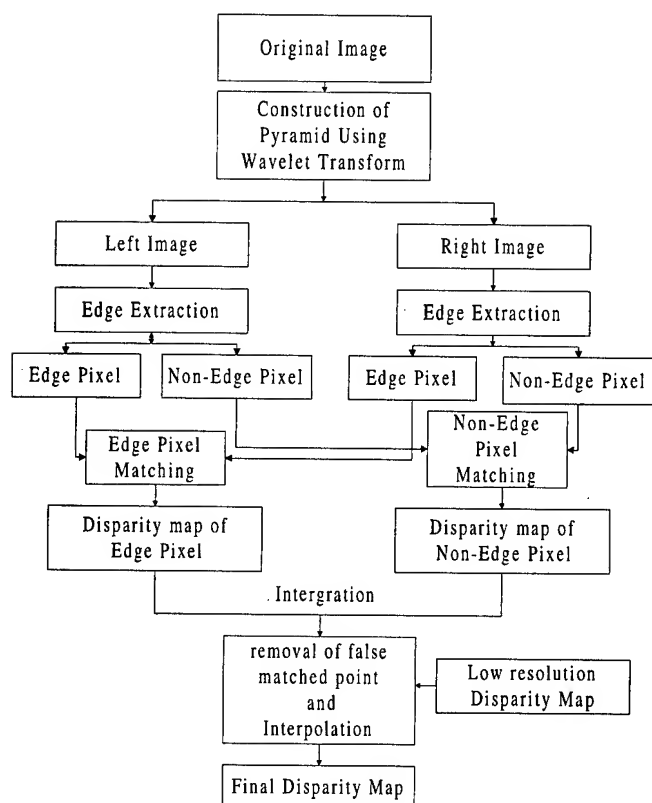 Original Image
Construction of
Pyramid Using
Wavelet Transform
Left Image
Right Image
Edge Extraction
Edge Extraction
Edge Pixel
Non-Edge Pixel
Edge Pixel
Non-Edge Pixel
Edge Pixel
Matching
Non-Edge
Pixel
Matching
Disparity map of
Edge Pixel
Disparity map of
Non-Edge Pixel
Intergration
removal of false
matched point
and
Interpolation
Low resolution
Disparity Map
Final Disparity Map